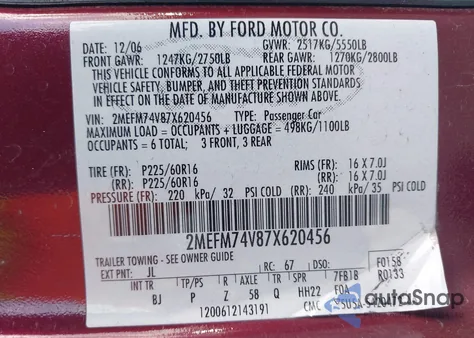 MFD. BY FORD MOTOR CO.
DATE: 12/06 GVWR: 2517KG/5550LB
FRONT GAWR: 1247KG/2750LB REAR GAWR: 1270KG/2800LB
THIS VEHICLE CONFORMS TO ALL APPLICABLE FEDERAL MOTOR
VEHICLE SAFETY, BUMPER, AND THEFT PREVENTION STANDARDS
IN EFFECT ON THE DATE OF MANUFACTURE SHOWN ABOVE.
VIN: 2MEFM74V87X620456 TYPE: Passenger Car
MAXIMUM LOAD = OCCUPANTS + LUGGAGE = 498KG/1100LB
OCCUPANTS = 6 TOTAL: 3 FRONT, 3 REAR
TIRE (FR): P225/60R16 RIMS (FR): 16 X 7.0J
(RR): P225/60R16 (RR): 16 X 7.0J
PRESSURE (FR): 220 kPa/ 32 PSI COLD (RR): 240 kPa/ 35 PSI COLD
2MEFM74V87X620456
TRAILER TOWING - SEE OWNER GUIDE F0158
EXT PNT: JL RC: 67 DSO: R0133
INT TR TP/PS R AXLE TR SPR 7FB1B
BJ P Z 5B Q HH22 FOA
1200612143191 CMC
autoSnap